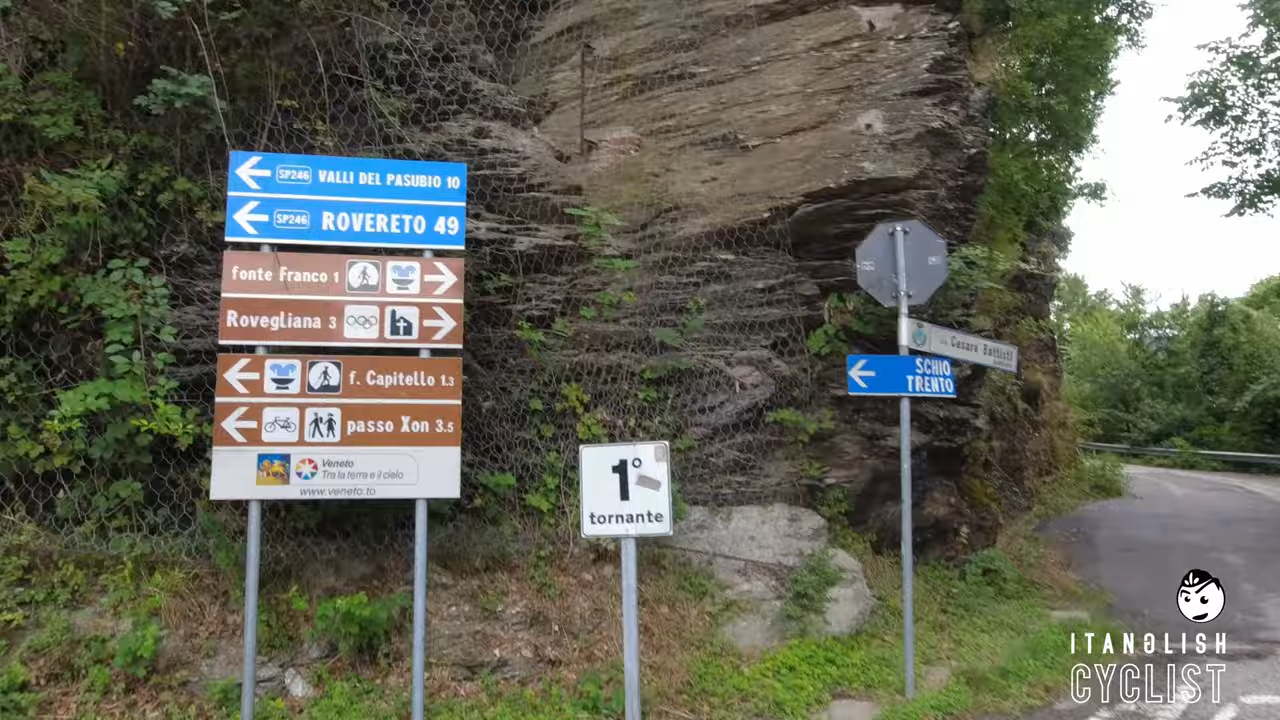 SP246 VALLI DEL PASUBIO 10
SP246 ROVERETO 49
fonte Franco 1
Rovegliana 3
f. Capitello 1.3
passo Xon 3.5
Veneto
Tra la terra e il cielo
www.veneto.to
1°
tornante
Cesare Battisti
SCHIO
TRENTO
ITANGLISH
CYCLIST